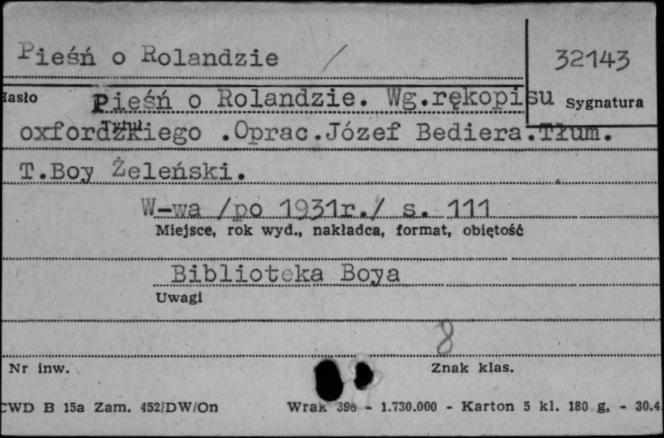 Pieśń o Rolandzie /
32143
Hasło Pieśń o Rolandzie. Wg.rękopisu Sygnatura
Tytuł
oxfordzkiego .Oprac.Józef Bediera.Tłum.
T.Boy Żeleński.
W-wa /po 1931r./ s. 111
Miejsce, rok wyd., nakładca, format, objętość
Biblioteka Boya
Uwagi
8
Nr inw. Znak klas.
CWD B 15a Zam. 452/DW/On Wrak 396 - 1.730.000 - Karton 5 kl. 180 g. - 30.4